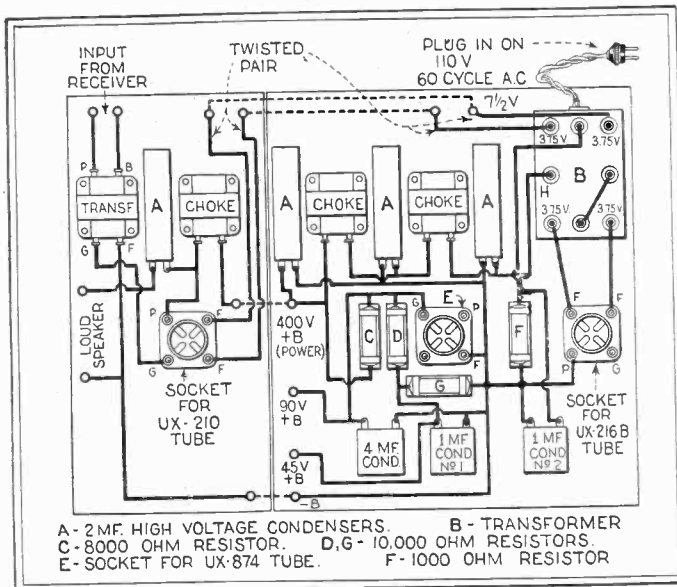 INPUT
FROM
RECEIVER
TWISTED
PAIR
PLUG IN ON
110 V
60 CYCLE A.C
7½V
P
B
TRANSF
G
F
A
CHOKE
A
CHOKE
A
CHOKE
A
3.75V
3.75V
H
B
3.75V.
3.75V
LOUD
SPEAKER
P
F
G
F
SOCKET
FOR
UX-210
TUBE
400V
+B
(POWER)
C
D
G
E
P
F
G
F
F
F
P
G
SOCKET
FOR
UX-216B
TUBE
90V
+B
45V
+B
-B
4 MF.
COND.
1 MF
COND
Nº 1
1 MF
COND
Nº 2
A - 2 MF. HIGH VOLTAGE CONDENSERS. B - TRANSFORMER
C - 8000 OHM RESISTOR. D,G - 10,000 OHM RESISTORS.
E - SOCKET FOR UX-874 TUBE. F - 1000 OHM RESISTOR